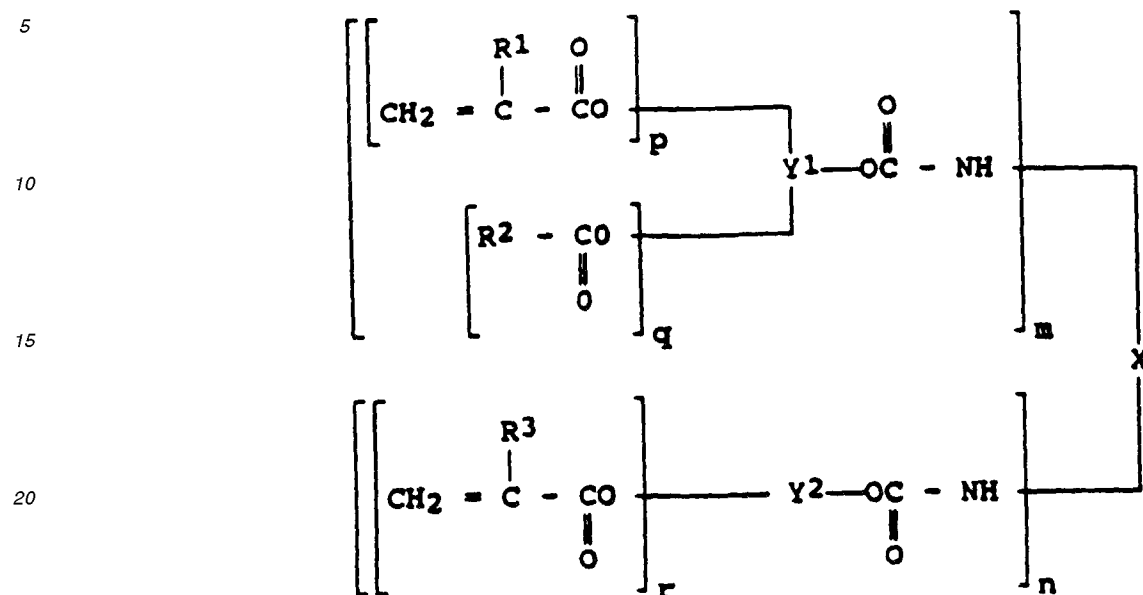 5
R1 O
CH2 = C - CO
p
O
Y1 OC - NH
10
R2 - CO
O
q
m
15
X
R3
20
CH2 = C - CO Y2 OC - NH
O O
r n